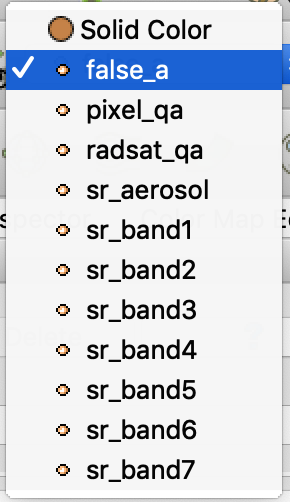 Solid Color
false_a
pixel_qa
radsat_qa
sr_aerosol
sr_band1
sr_band2
sr_band3
sr_band4
sr_band5
sr_band6
sr_band7